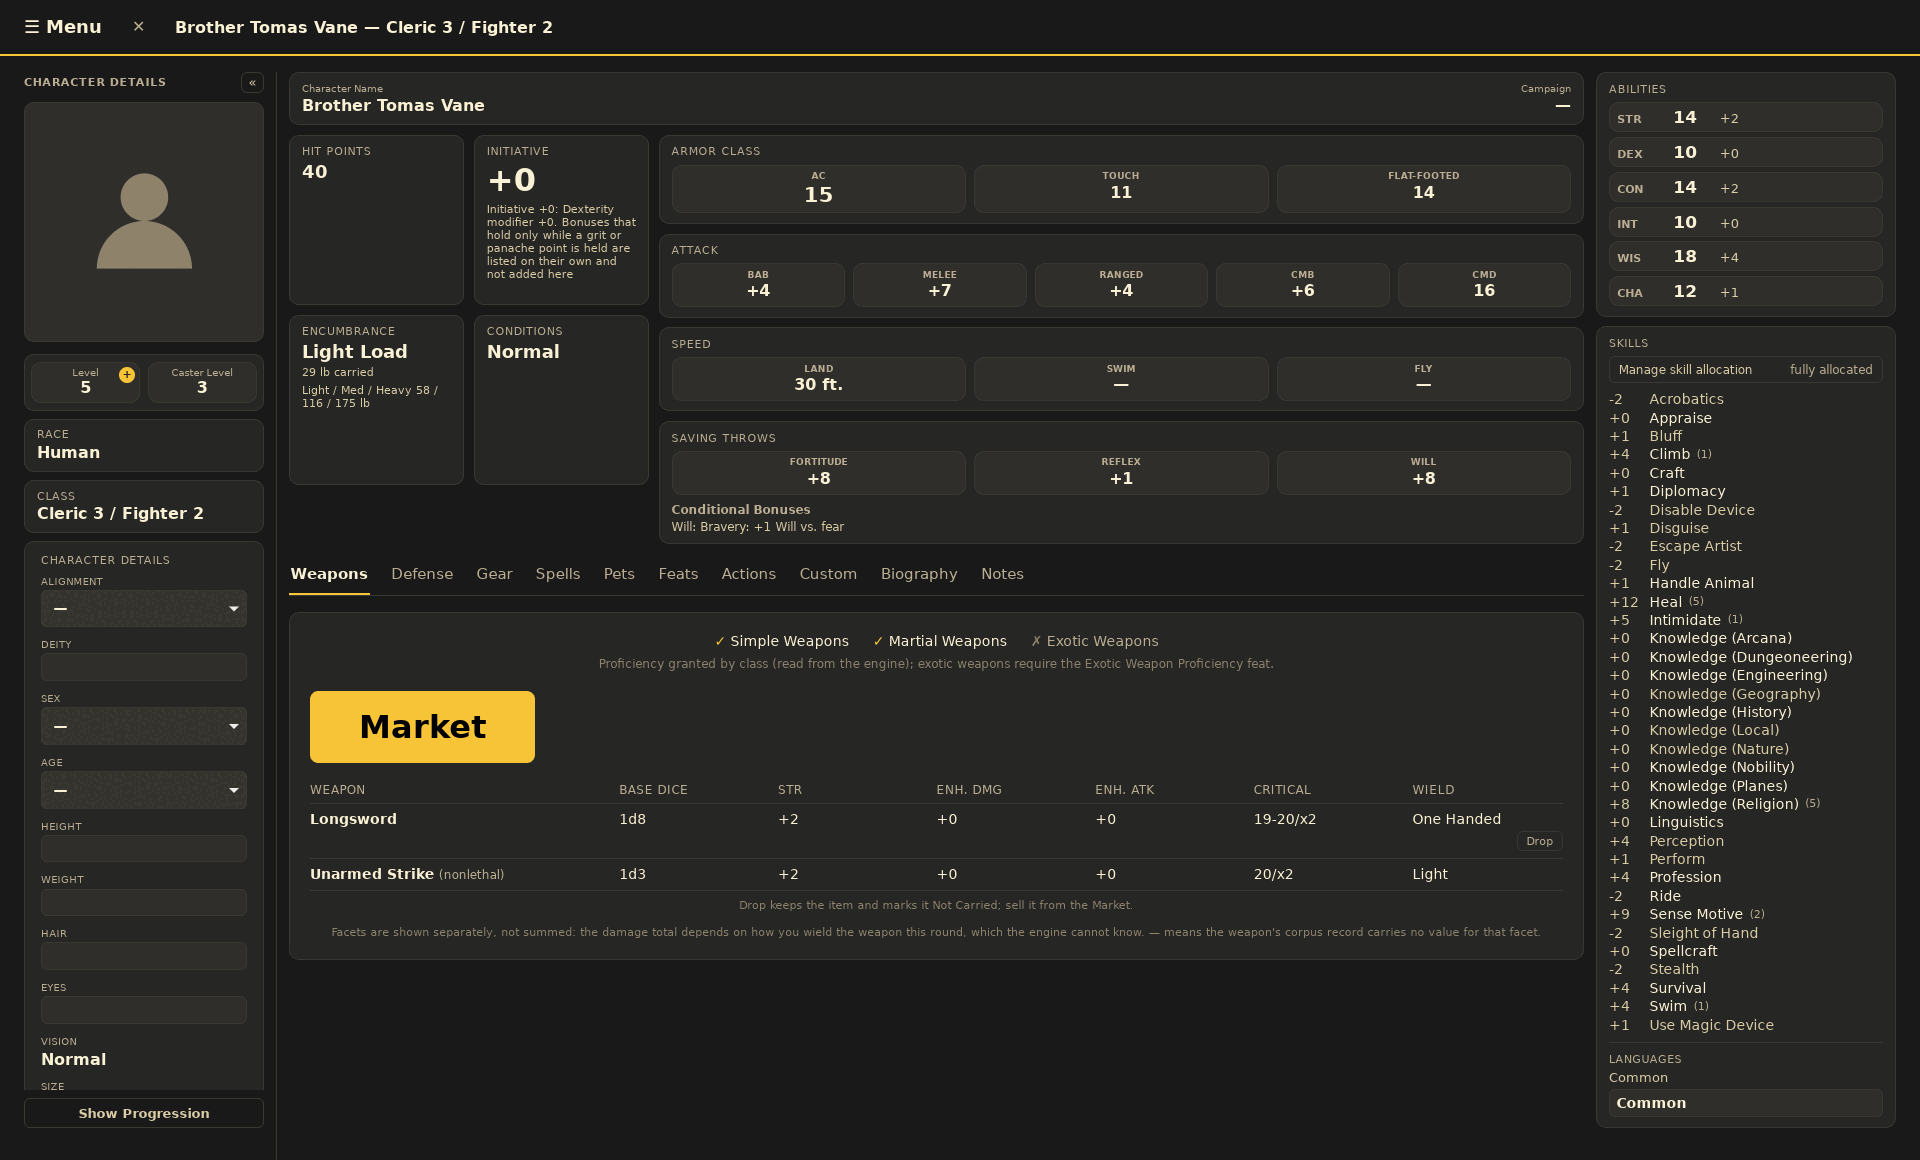 ☰ Menu
✕
Brother Tomas Vane — Cleric 3 / Fighter 2
CHARACTER DETAILS
«
Level
5
+
Caster Level
3
RACE
Human
CLASS
Cleric 3 / Fighter 2
CHARACTER DETAILS
ALIGNMENT
—
DEITY
SEX
—
AGE
—
HEIGHT
WEIGHT
HAIR
EYES
VISION
Normal
SIZE
Show Progression
Character Name
Brother Tomas Vane
Campaign
—
HIT POINTS
40
INITIATIVE
+0
Initiative +0: Dexterity
modifier +0. Bonuses that
hold only while a grit or
panache point is held are
listed on their own and
not added here
ENCUMBRANCE
Light Load
29 lb carried
Light / Med / Heavy 58 /
116 / 175 lb
CONDITIONS
Normal
ARMOR CLASS
AC
15
TOUCH
11
FLAT-FOOTED
14
ATTACK
BAB
+4
MELEE
+7
RANGED
+4
CMB
+6
CMD
16
SPEED
LAND
30 ft.
SWIM
—
FLY
—
SAVING THROWS
FORTITUDE
+8
REFLEX
+1
WILL
+8
Conditional Bonuses
Will: Bravery: +1 Will vs. fear
Weapons Defense Gear Spells Pets Feats Actions Custom Biography Notes
✓ Simple Weapons ✓ Martial Weapons ✗ Exotic Weapons
Proficiency granted by class (read from the engine); exotic weapons require the Exotic Weapon Proficiency feat.
Market
WEAPON BASE DICE STR ENH. DMG ENH. ATK CRITICAL WIELD
Longsword 1d8 +2 +0 +0 19-20/x2 One Handed
Drop
Unarmed Strike (nonlethal) 1d3 +2 +0 +0 20/x2 Light
Drop keeps the item and marks it Not Carried; sell it from the Market.
Facets are shown separately, not summed: the damage total depends on how you wield the weapon this round, which the engine cannot know. — means the weapon's corpus record carries no value for that facet.
ABILITIES
STR 14 +2
DEX 10 +0
CON 14 +2
INT 10 +0
WIS 18 +4
CHA 12 +1
SKILLS
Manage skill allocation fully allocated
-2 Acrobatics
+0 Appraise
+1 Bluff
+4 Climb (1)
+0 Craft
+1 Diplomacy
-2 Disable Device
+1 Disguise
-2 Escape Artist
-2 Fly
+1 Handle Animal
+12 Heal (5)
+5 Intimidate (1)
+0 Knowledge (Arcana)
+0 Knowledge (Dungeoneering)
+0 Knowledge (Engineering)
+0 Knowledge (Geography)
+0 Knowledge (History)
+0 Knowledge (Local)
+0 Knowledge (Nature)
+0 Knowledge (Nobility)
+0 Knowledge (Planes)
+8 Knowledge (Religion) (5)
+0 Linguistics
+4 Perception
+1 Perform
+4 Profession
-2 Ride
+9 Sense Motive (2)
-2 Sleight of Hand
+0 Spellcraft
-2 Stealth
+4 Survival
+4 Swim (1)
+1 Use Magic Device
LANGUAGES
Common
Common